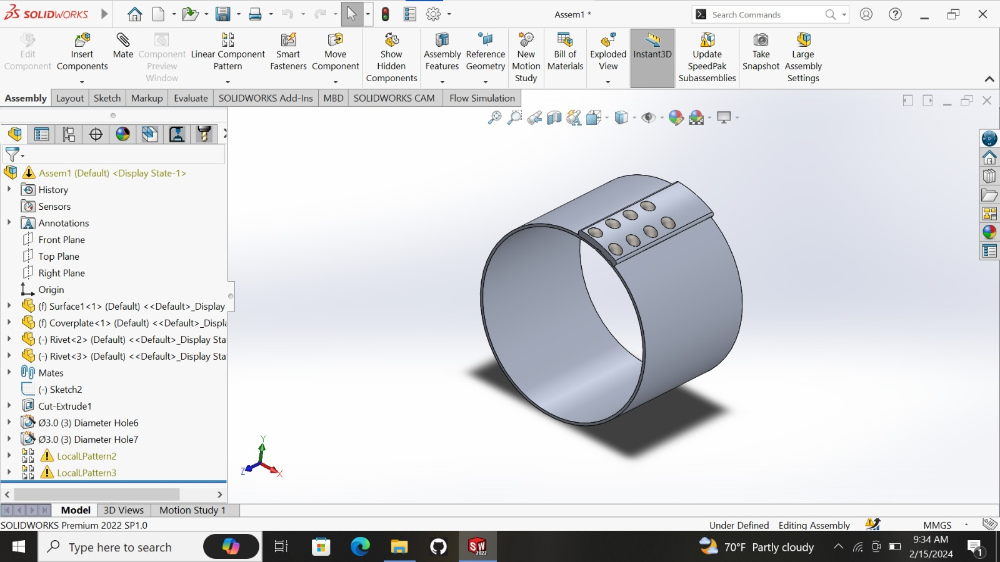 SOLIDWORKS
Assem1 *
Search Commands
Edit Component
Insert Components
Mate
Component Preview Window
Linear Component Pattern
Smart Fasteners
Move Component
Show Hidden Components
Assembly Features
Reference Geometry
New Motion Study
Bill of Materials
Exploded View
Instant3D
Update SpeedPak Subassemblies
Take Snapshot
Large Assembly Settings
Assembly
Layout
Sketch
Markup
Evaluate
SOLIDWORKS Add-Ins
MBD
SOLIDWORKS CAM
Flow Simulation
Assem1 (Default) <Display State-1>
History
Sensors
Annotations
Front Plane
Top Plane
Right Plane
Origin
(f) Surface1<1> (Default) <<Default>_Display
(f) Coverplate<1> (Default) <<Default>_Displ
(-) Rivet<2> (Default) <<Default>_Display Sta
(-) Rivet<3> (Default) <<Default>_Display Sta
Mates
(-) Sketch2
Cut-Extrude1
Ø3.0 (3) Diameter Hole6
Ø3.0 (3) Diameter Hole7
LocalLPattern2
LocalLPattern3
Y
Z
X
Model
3D Views
Motion Study 1
SOLIDWORKS Premium 2022 SP1.0
Under Defined
Editing Assembly
MMGS
Type here to search
SW 2022
70°F Partly cloudy
9:34 AM
2/15/2024
1